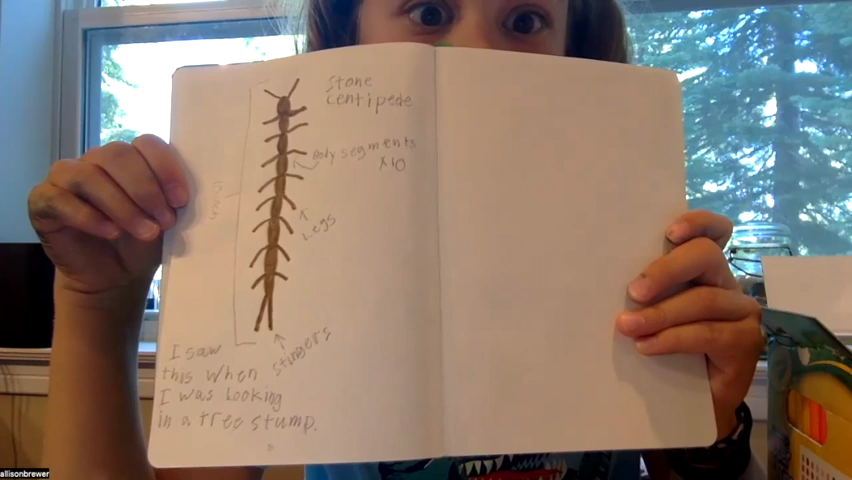 stone
centipede
Body segments
x10
Legs
stingers
I saw
this when
I was looking
in a tree stump.
allisonbrewer